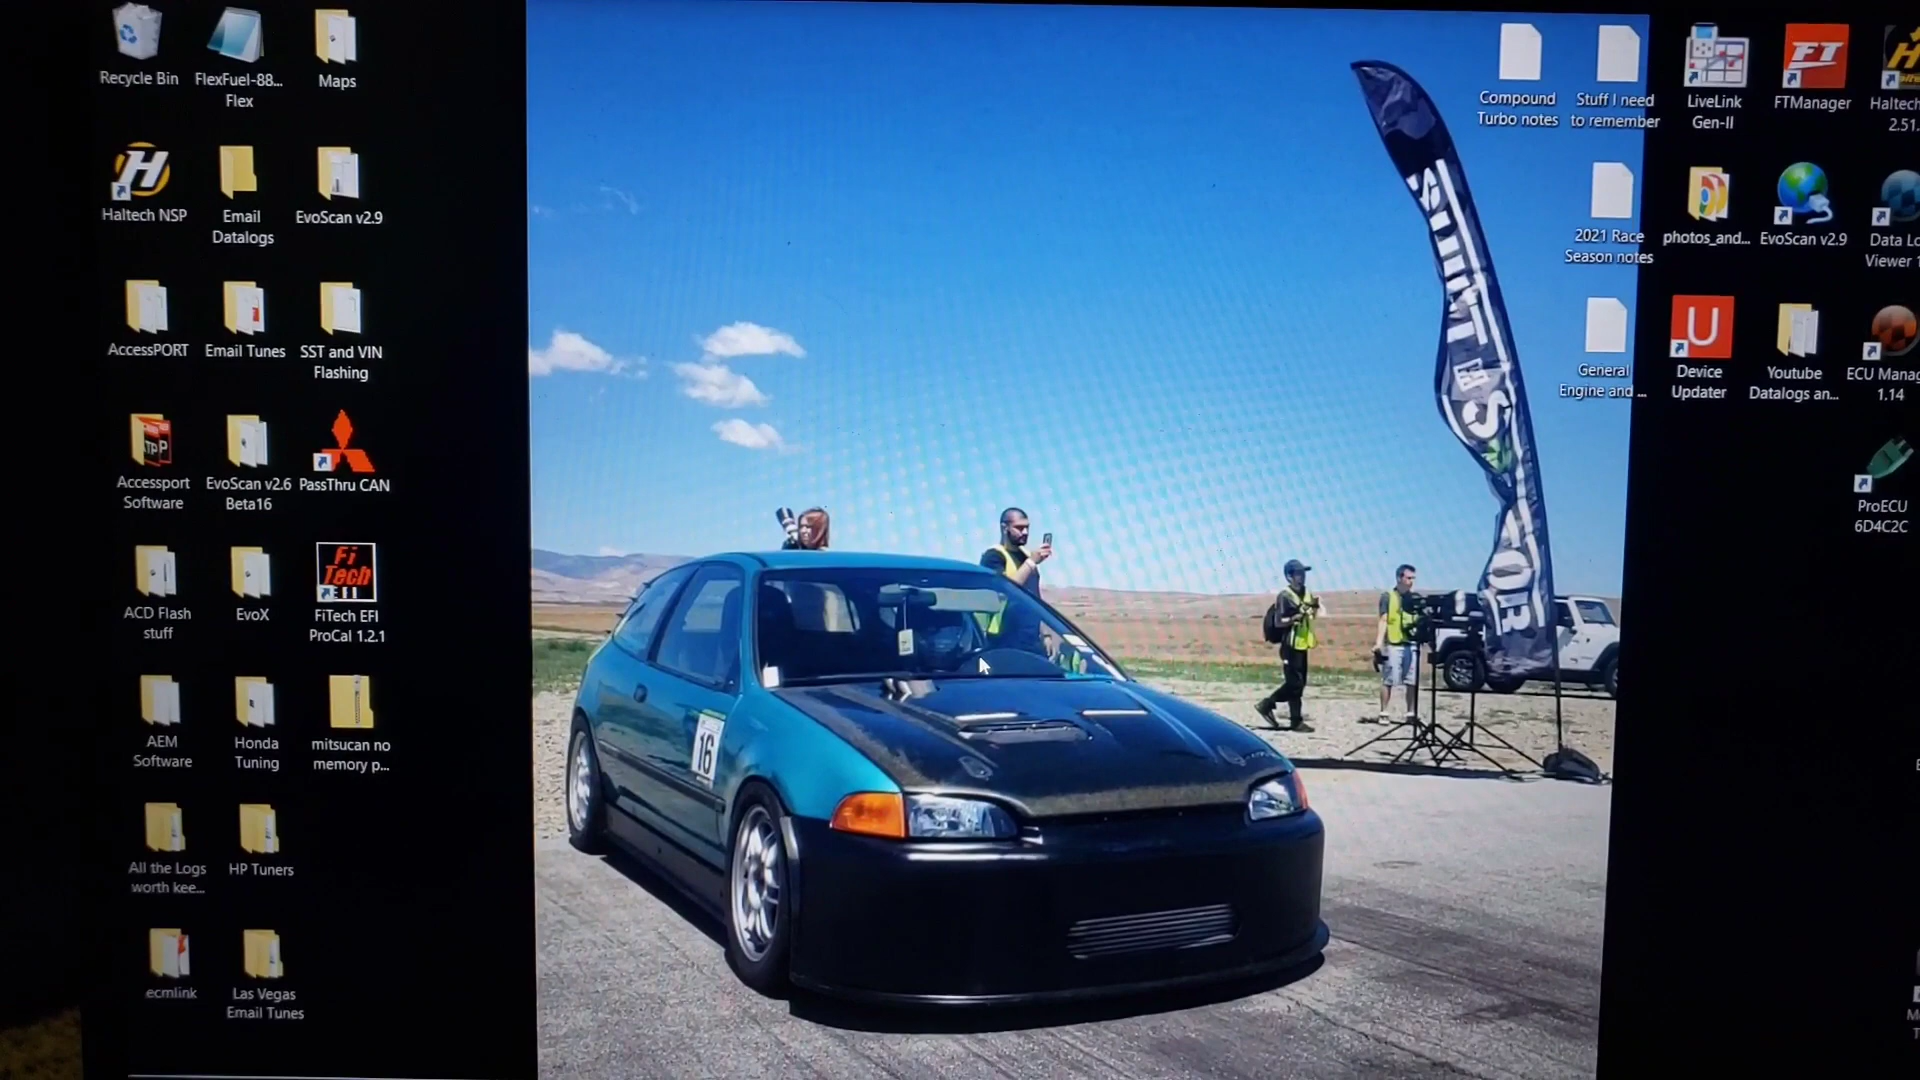 Recycle Bin
FlexFuel-88...
Flex
Maps
Haltech NSP
Email
Datalogs
EvoScan v2.9
AccessPORT
Email Tunes
SST and VIN
Flashing
Accessport
Software
EvoScan v2.6
Beta16
PassThru CAN
ACD Flash
stuff
EvoX
Fi
Tech
EFI
FiTech EFI
ProCal 1.2.1
AEM
Software
Honda
Tuning
mitsucan no
memory p...
All the Logs
worth kee...
HP Tuners
ecmlink
Las Vegas
Email Tunes
16
Compound
Turbo notes
Stuff I need
to remember
2021 Race
Season notes
General
Engine and ...
LiveLink
Gen-II
FT
FTManager
Haltech
2.51.
photos_and...
EvoScan v2.9
Data Lo
Viewer 1
U
Device
Updater
Youtube
Datalogs an...
ECU Manag
1.14
ProECU
6D4C2C